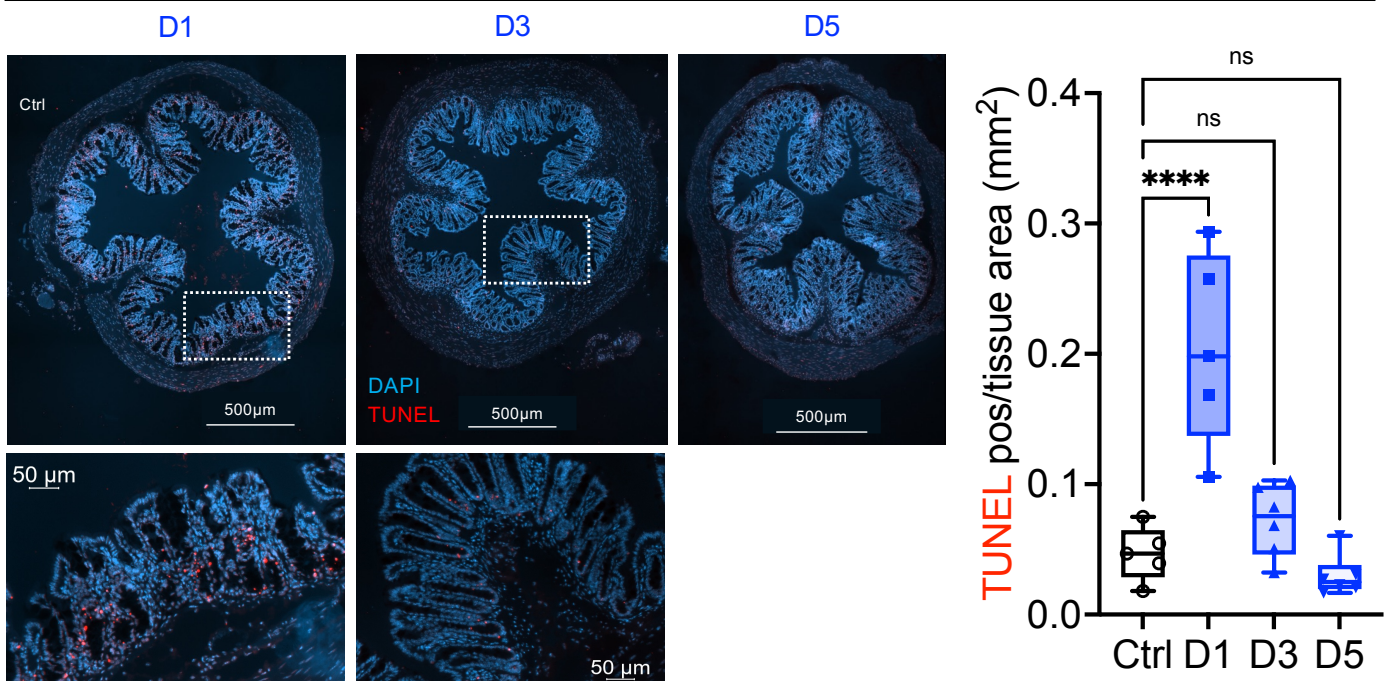 D1
D3
D5
Ctrl
500µm
DAPI
TUNEL
500µm
500µm
50 µm
50 µm
TUNEL pos/tissue area (mm²)
0.4
0.3
0.2
0.1
0.0
ns
ns
****
Ctrl D1 D3 D5